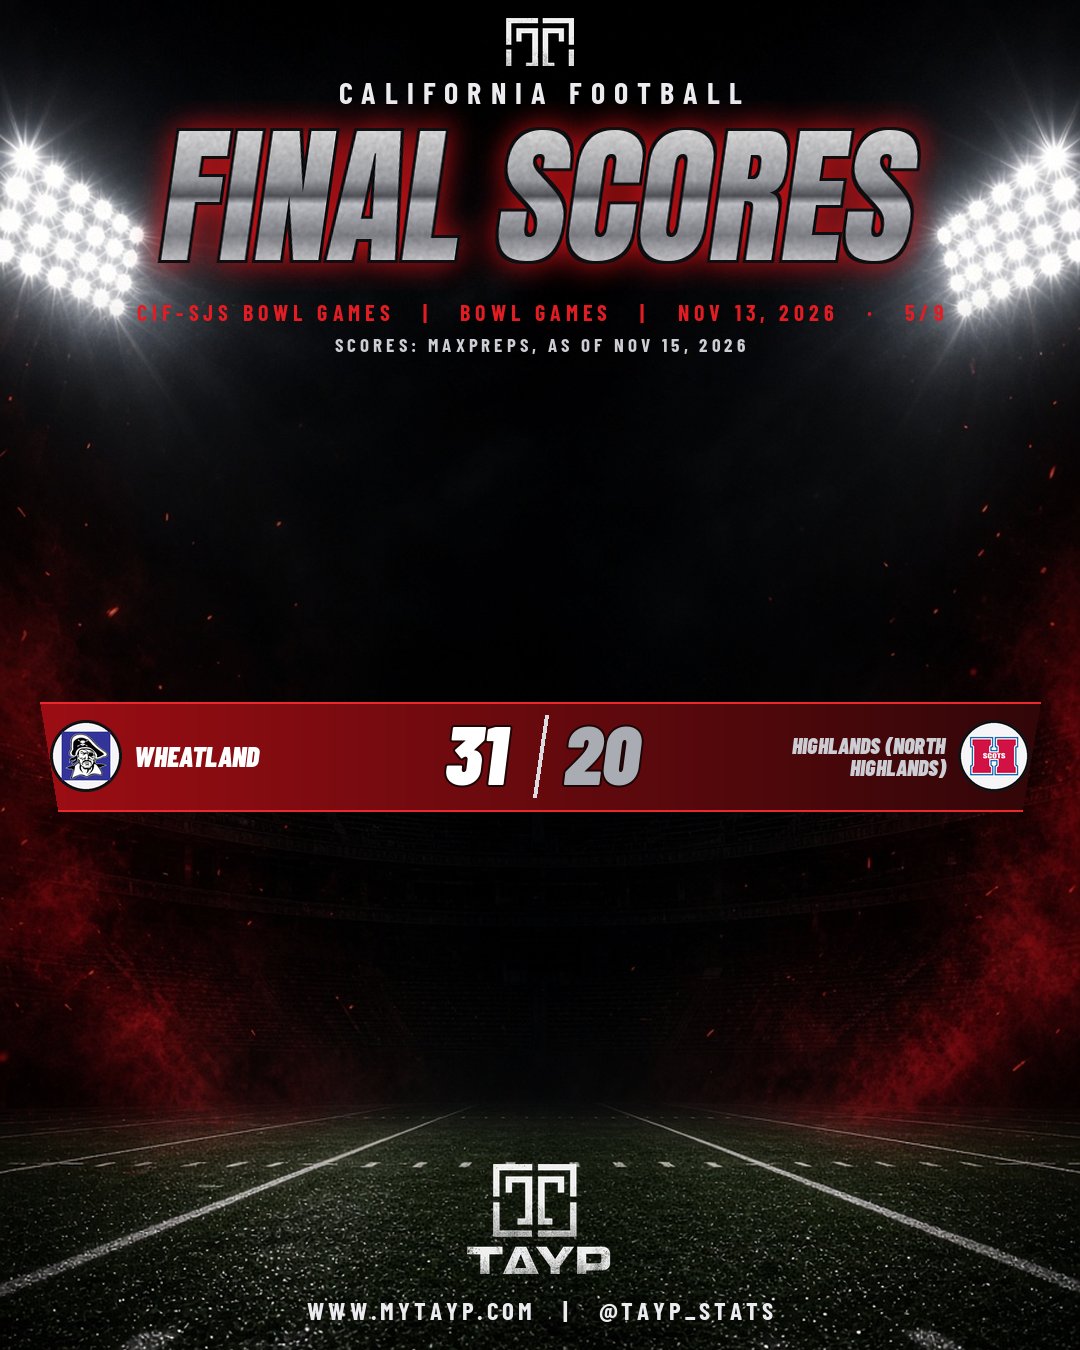 CALIFORNIA FOOTBALL
FINAL SCORES
CIF-SJS BOWL GAMES | BOWL GAMES | NOV 13, 2026 · 5/9
SCORES: MAXPREPS, AS OF NOV 15, 2026
WHEATLAND 31 / 20 HIGHLANDS (NORTH
HIGHLANDS)
H SCOTS
TAYP
WWW.MYTAYP.COM | @TAYP_STATS